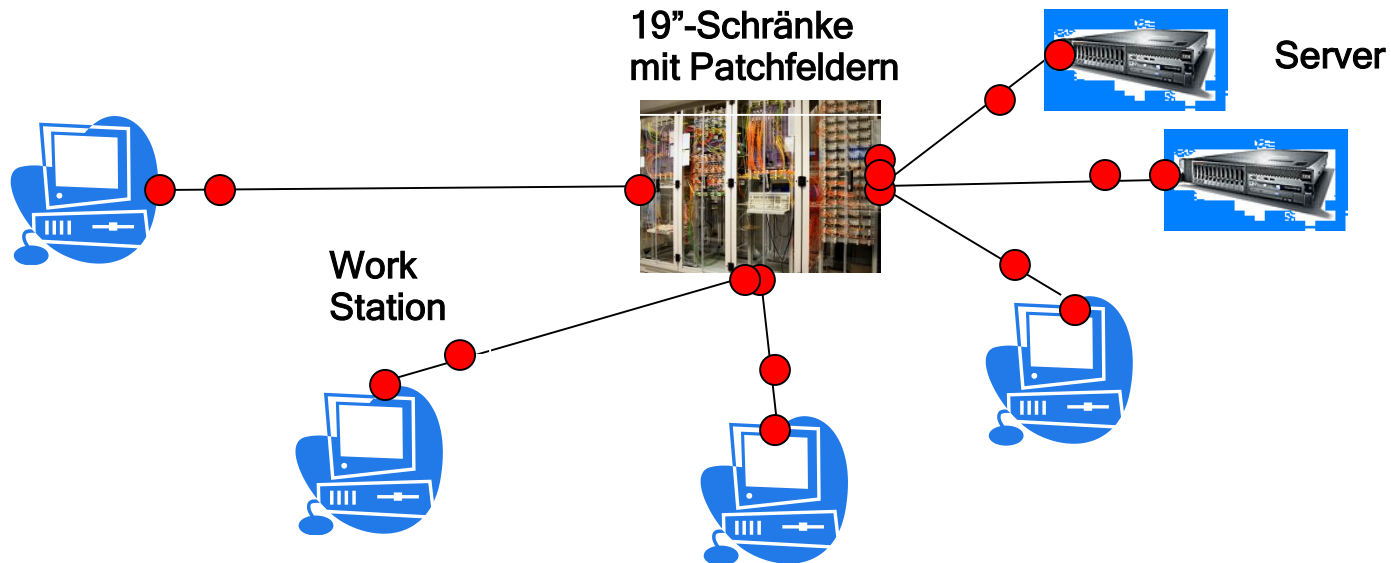 19”-Schränke
mit Patchfeldern
Server
Work
Station